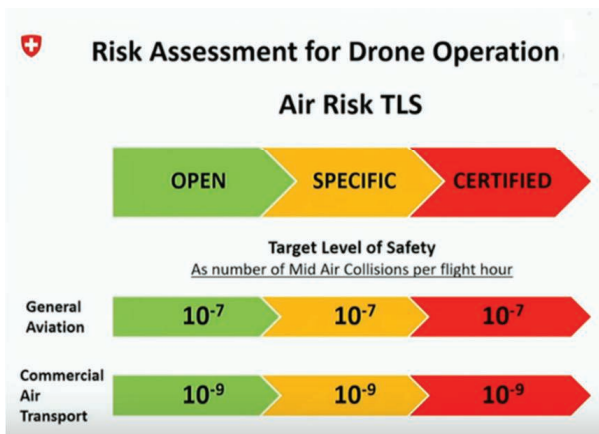 Risk Assessment for Drone Operation
Air Risk TLS
OPEN SPECIFIC CERTIFIED
Target Level of Safety
As number of Mid Air Collisions per flight hour
General
Aviation
10⁻⁷ 10⁻⁷ 10⁻⁷
Commercial
Air
Transport
10⁻⁹ 10⁻⁹ 10⁻⁹